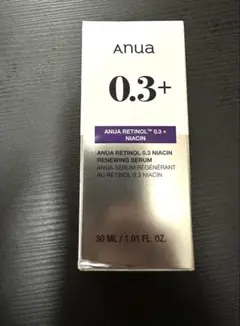 ANUA
0.3+
ANUA RETINOL™ 0.3 +
NIACIN
ANUA RETINOL 0.3 NIACIN
RENEWING SERUM
ANUA SÉRUM RÉGÉNÉRANT
AU RÉTINOL 0.3 NIACIN
30 ML / 1.01 FL. OZ.